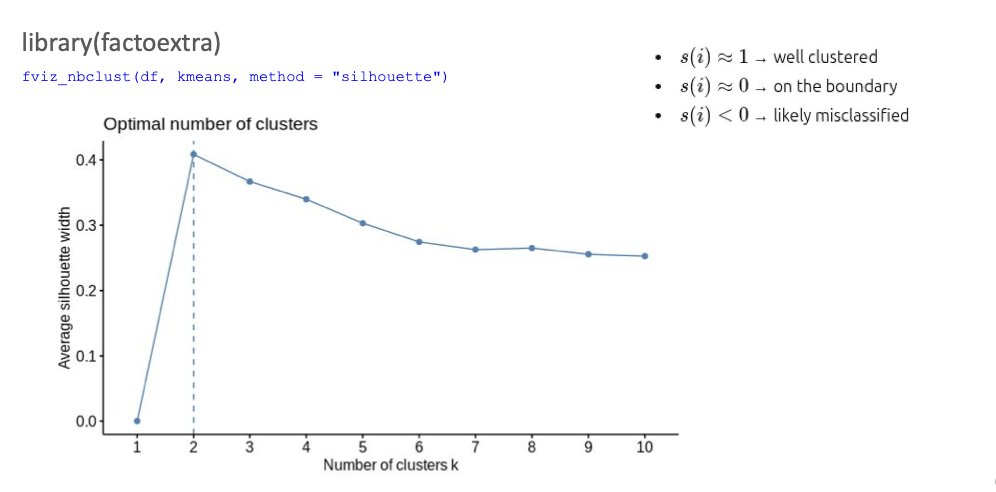 library(factoextra)
fviz_nbclust(df, kmeans, method = "silhouette")
• s(i) ≈ 1 → well clustered
• s(i) ≈ 0 → on the boundary
• s(i) < 0 → likely misclassified
Optimal number of clusters
Average silhouette width
0.4
0.3
0.2
0.1
0.0
1 2 3 4 5 6 7 8 9 10
Number of clusters k